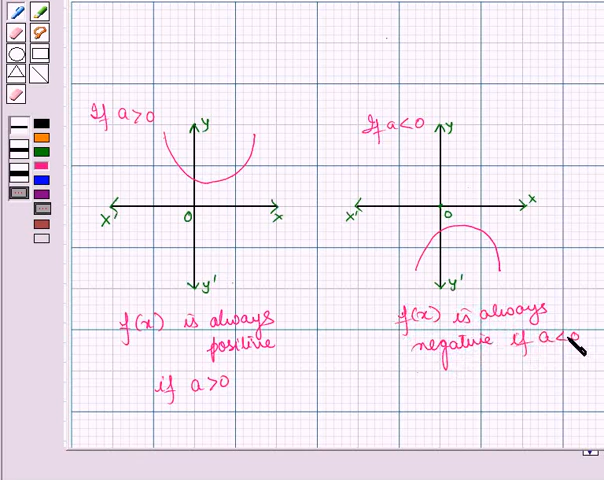 If a>0
y
x'
0
x
y'
f(x) is always
positive
if a>0
If a<0
y
x'
0
x
y'
f(x) is always
negative if a<0